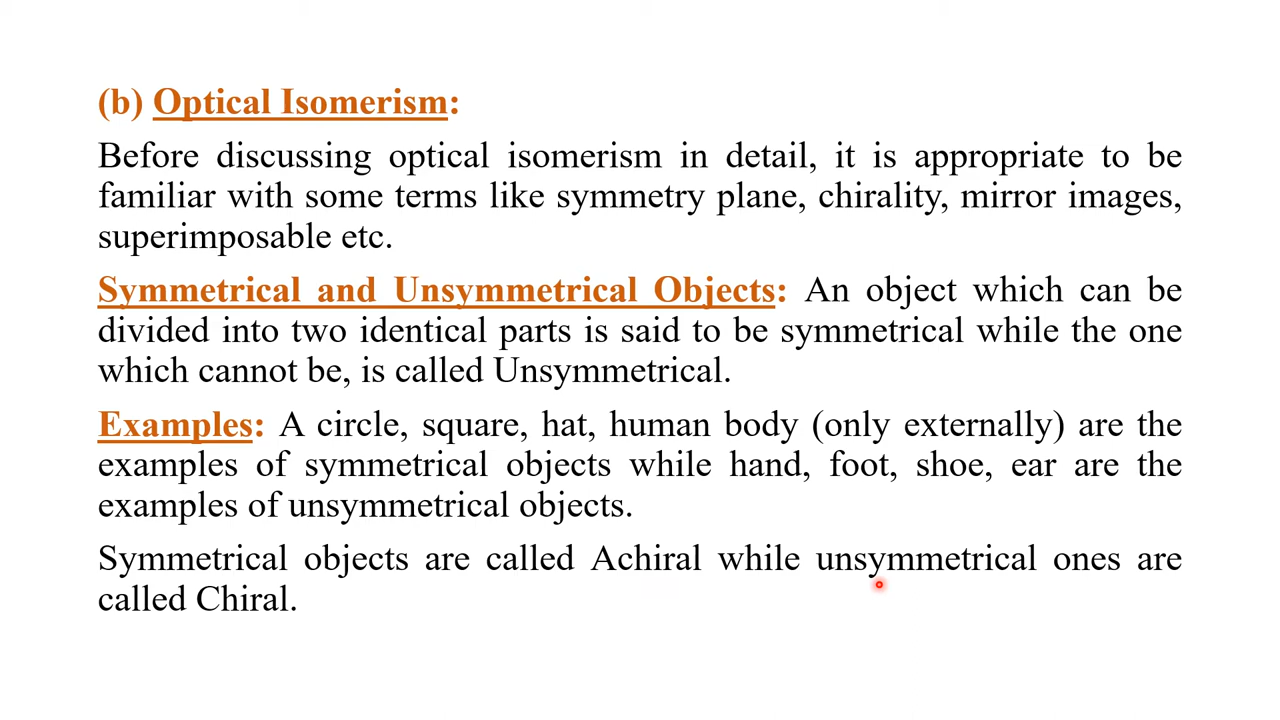 (b) Optical Isomerism:
Before discussing optical isomerism in detail, it is appropriate to be
familiar with some terms like symmetry plane, chirality, mirror images,
superimposable etc.
Symmetrical and Unsymmetrical Objects: An object which can be
divided into two identical parts is said to be symmetrical while the one
which cannot be, is called Unsymmetrical.
Examples: A circle, square, hat, human body (only externally) are the
examples of symmetrical objects while hand, foot, shoe, ear are the
examples of unsymmetrical objects.
Symmetrical objects are called Achiral while unsymmetrical ones are
called Chiral.